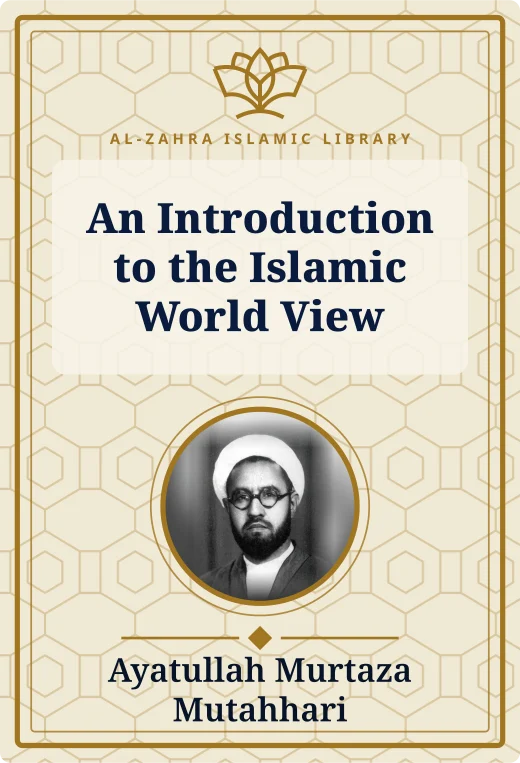 AL-ZAHRA ISLAMIC LIBRARY
An Introduction
to the Islamic
World View
Ayatullah Murtaza
Mutahhari